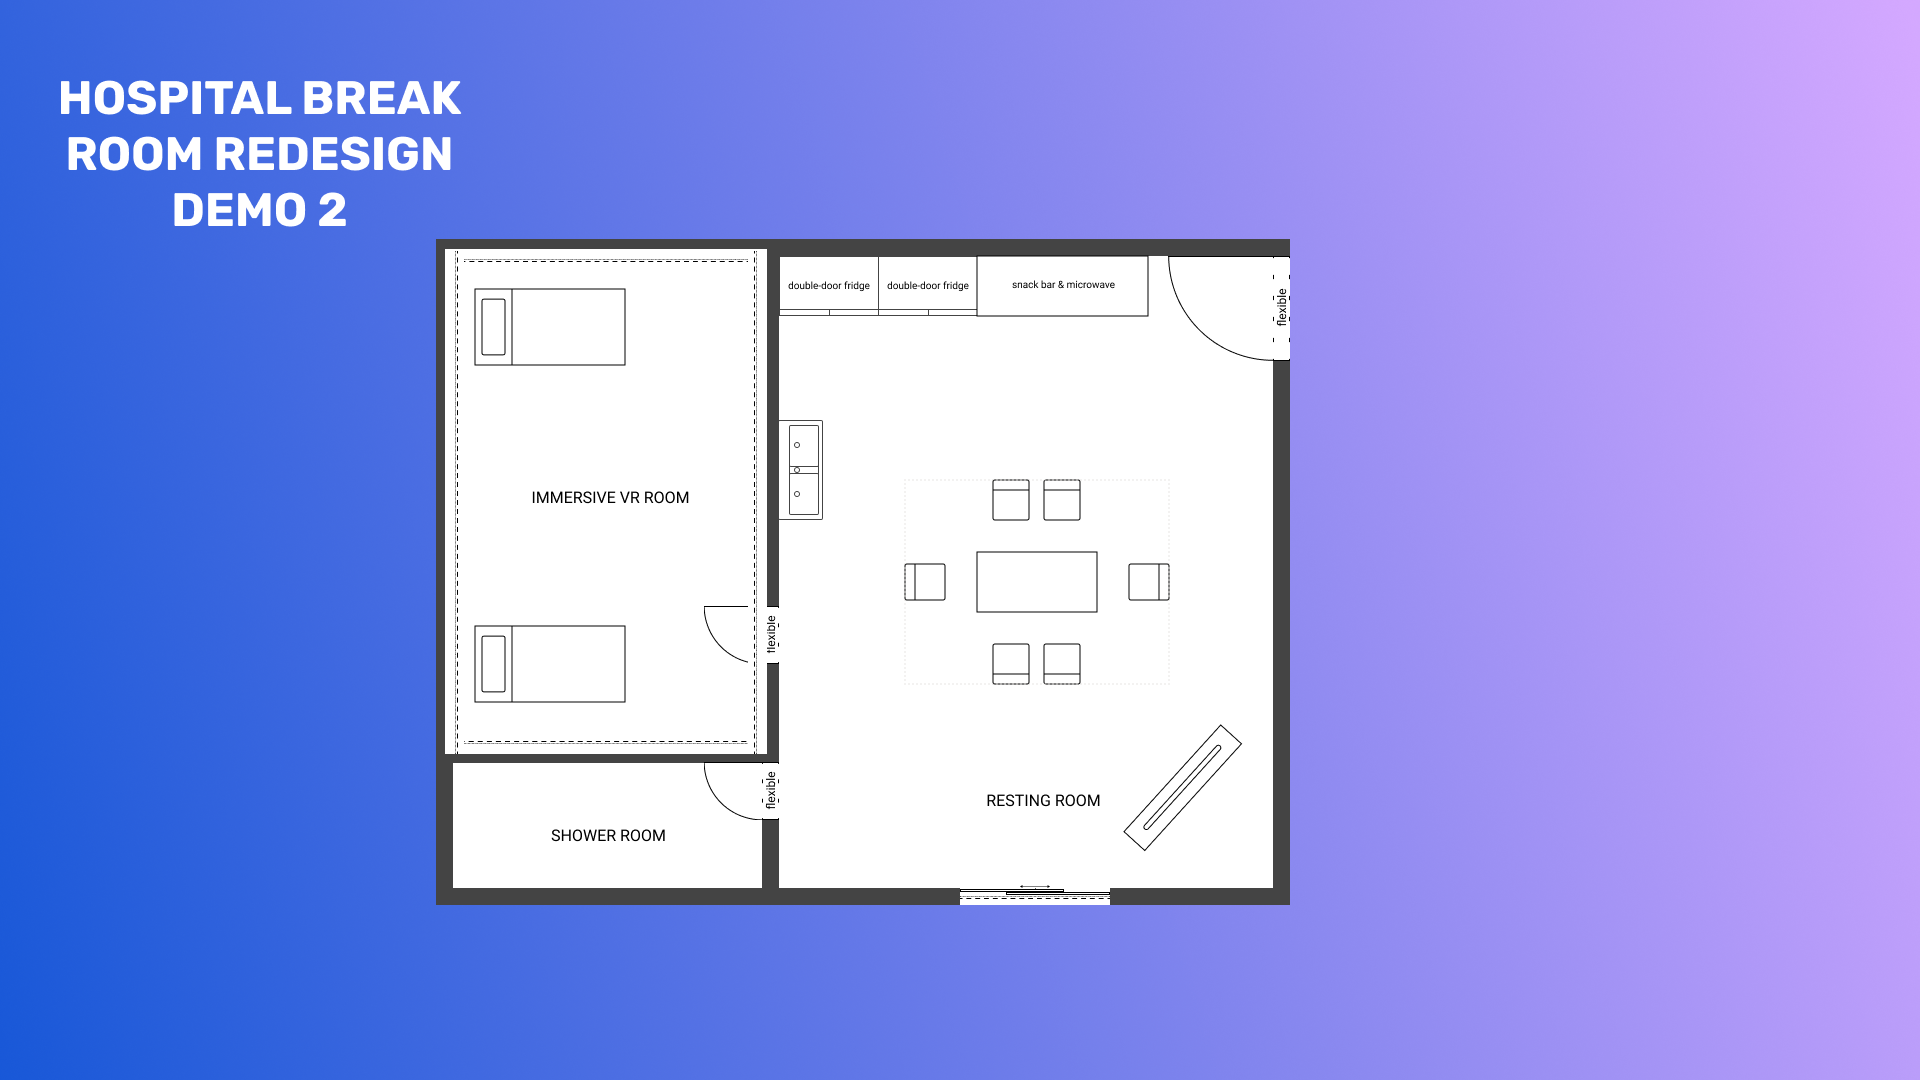 HOSPITAL BREAK
ROOM REDESIGN
DEMO 2
double-door fridge
double-door fridge
snack bar & microwave
flexible
IMMERSIVE VR ROOM
flexible
flexible
RESTING ROOM
SHOWER ROOM